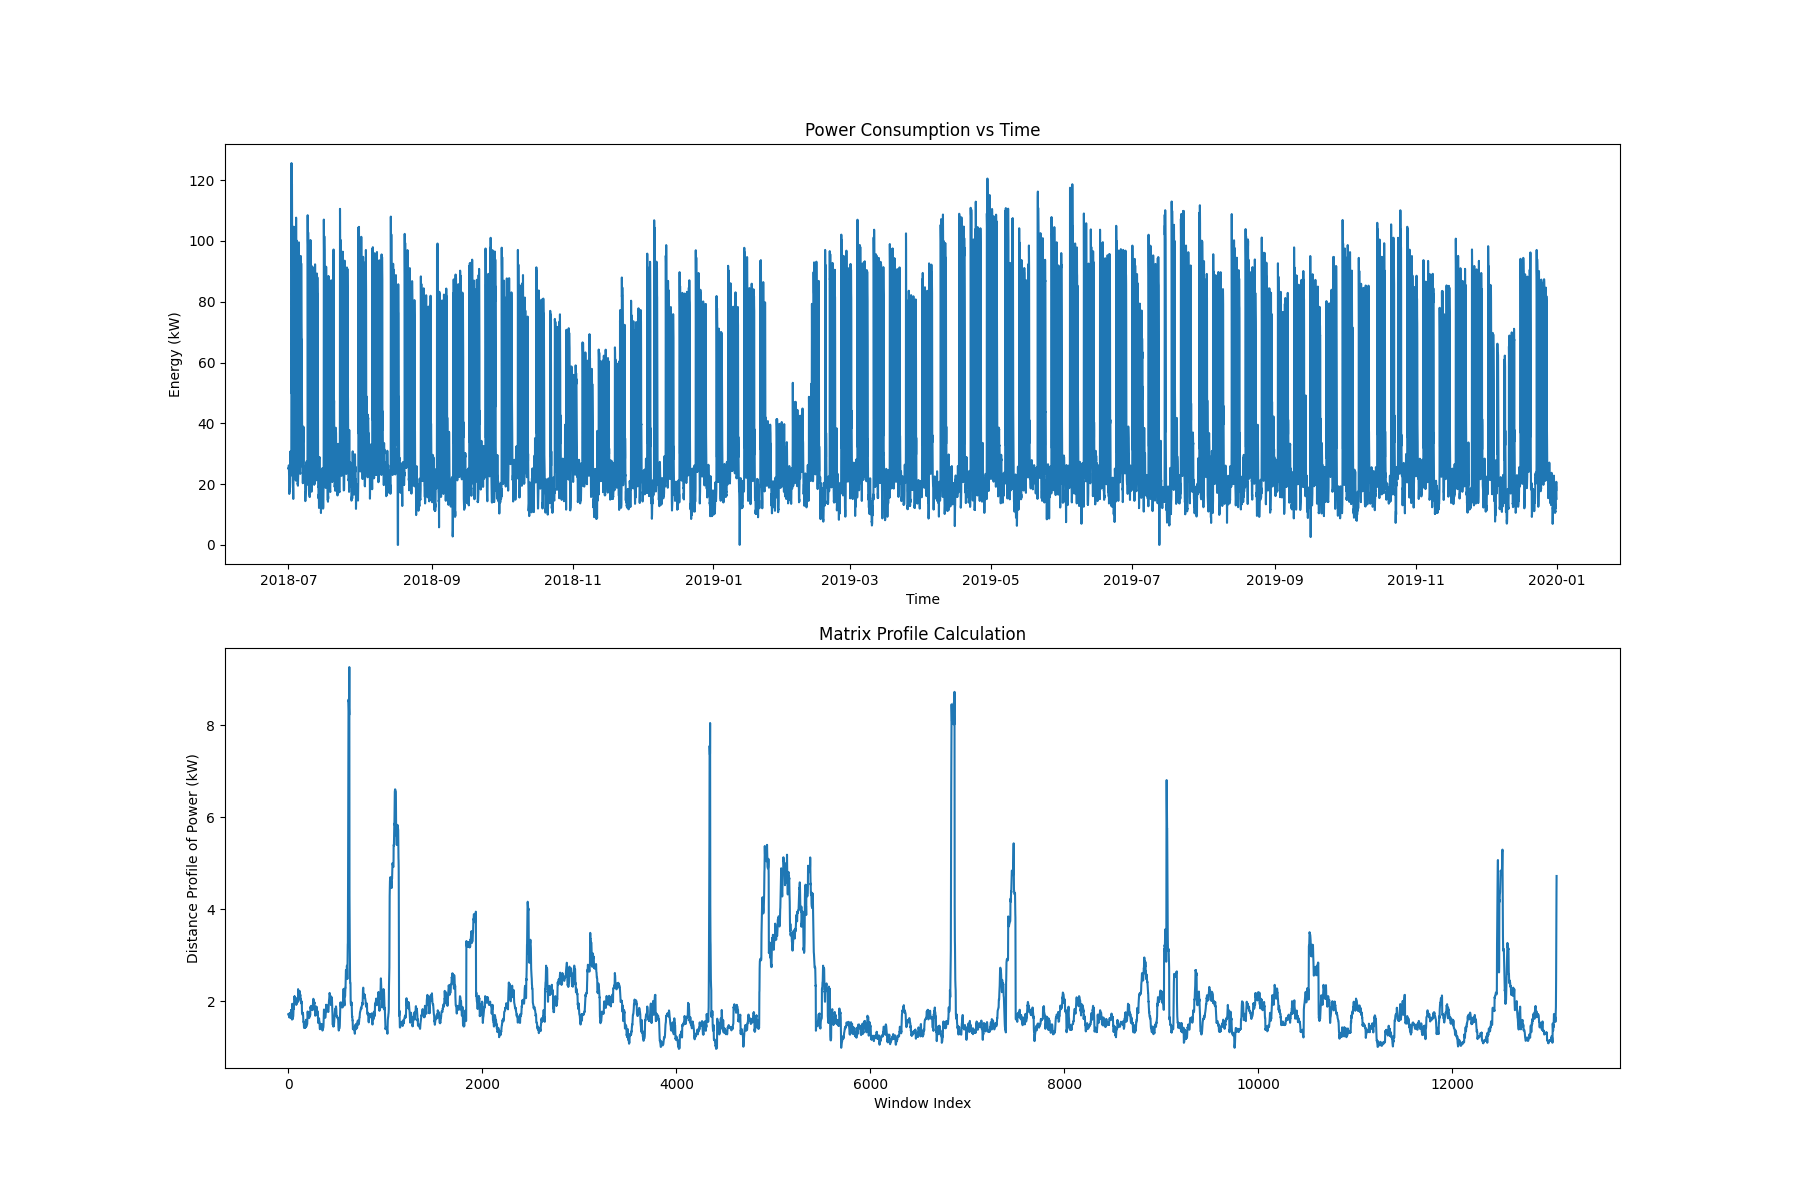 Power Consumption vs Time
Energy (kW)
120
100
80
60
40
20
0
2018-07 2018-09 2018-11 2019-01 2019-03 2019-05 2019-07 2019-09 2019-11 2020-01
Time
Matrix Profile Calculation
Distance Profile of Power (kW)
8
6
4
2
0 2000 4000 6000 8000 10000 12000
Window Index